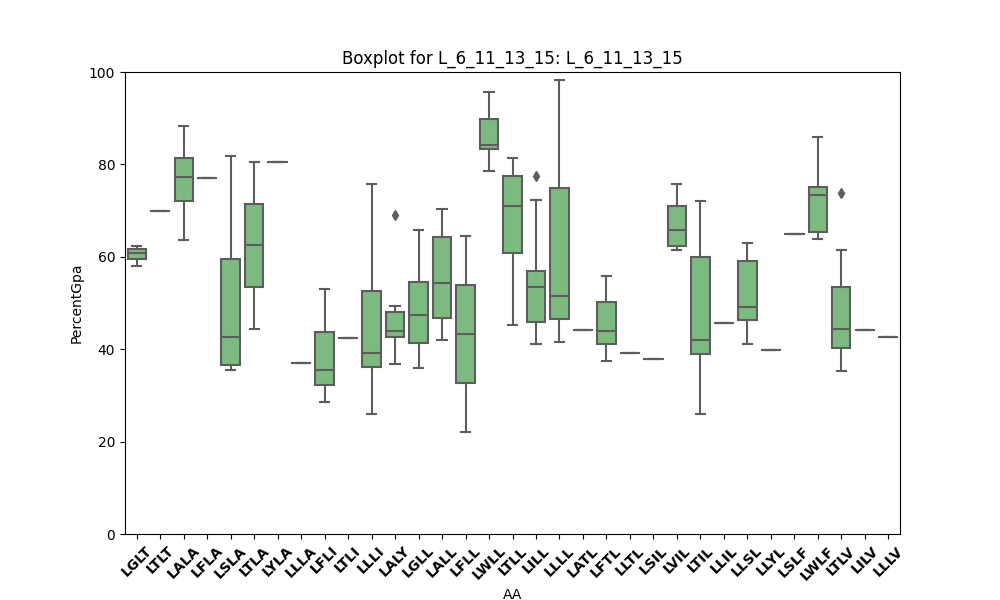 Boxplot for L_6_11_13_15: L_6_11_13_15
100
80
60
40
20
0
PercentGpa
LGLT LTLT LALA LFLA LSLA LTLA LYLA LLLA LFLI LTLI LLLI LALY LGLL LALL LFLL LWLL LTLL LILL LLLL LATL LFTL LLTL LSIL LVIL LTIL LLIL LLSL LLYL LSLF LWLF LTLV LILV LLLV
AA